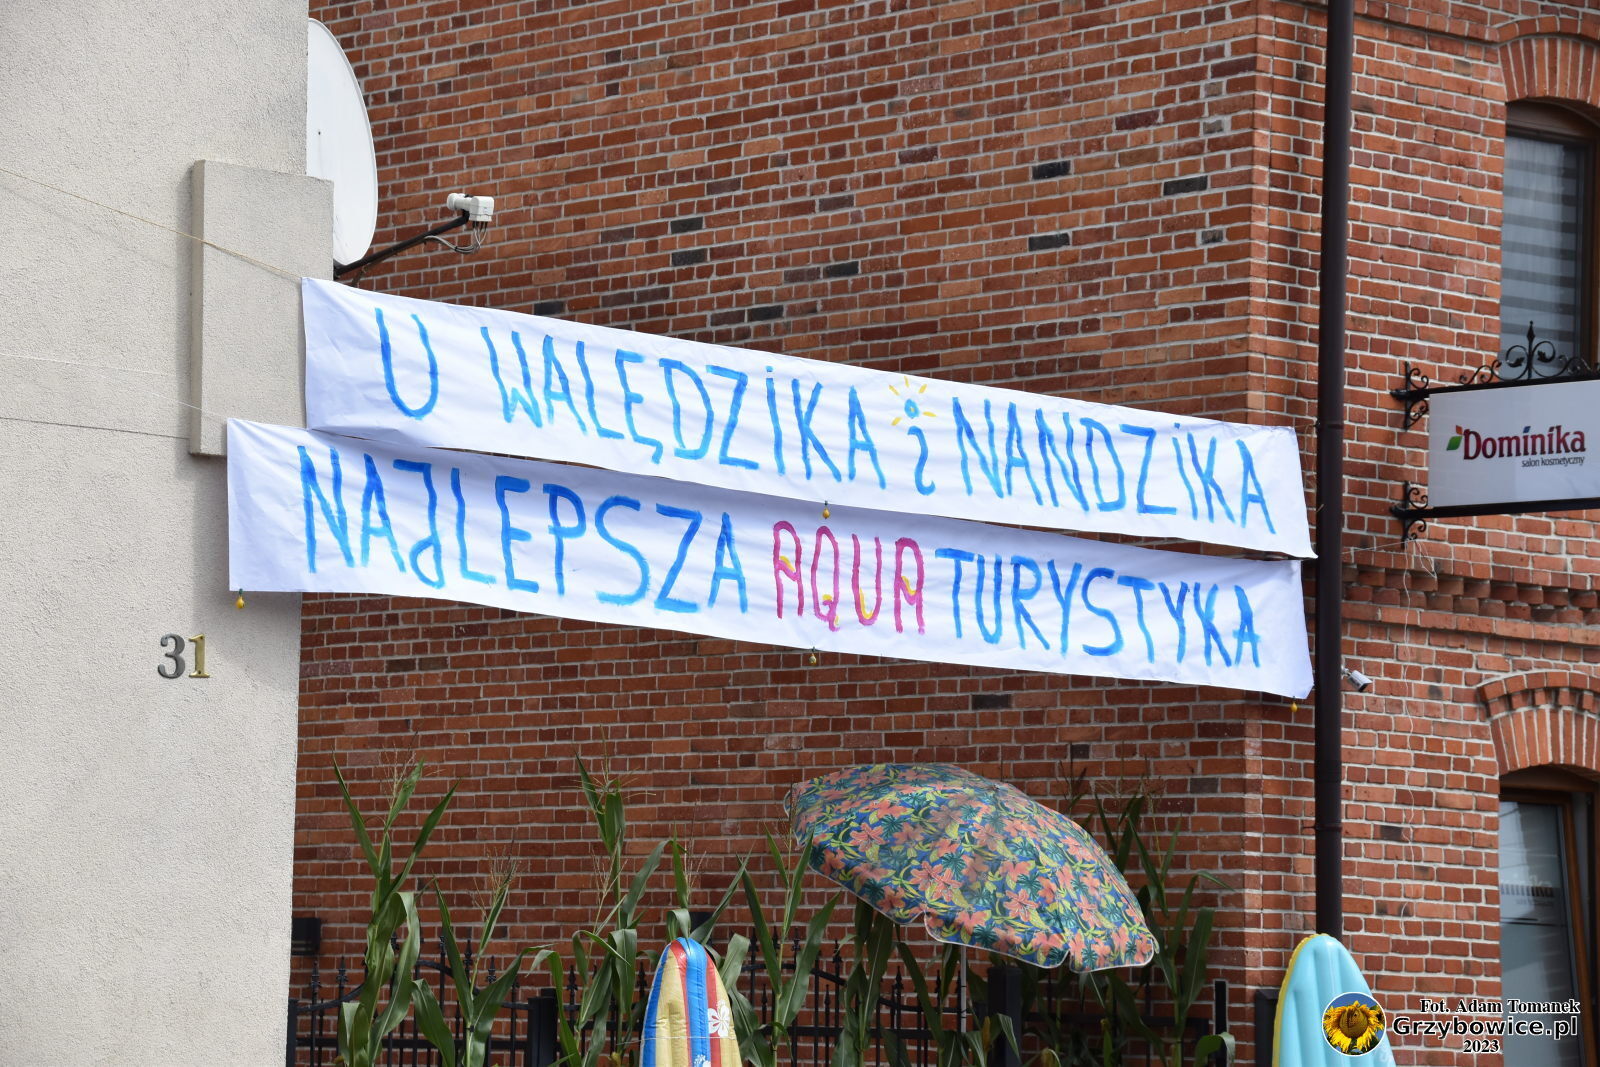 U WALĘDZIKA i NANDZIKA
NAJLEPSZA AQUA TURYSTYKA
31
Dominika
salon kosmetyczny
Fot. Adam Tomanek
Grzybowice.pl
2023